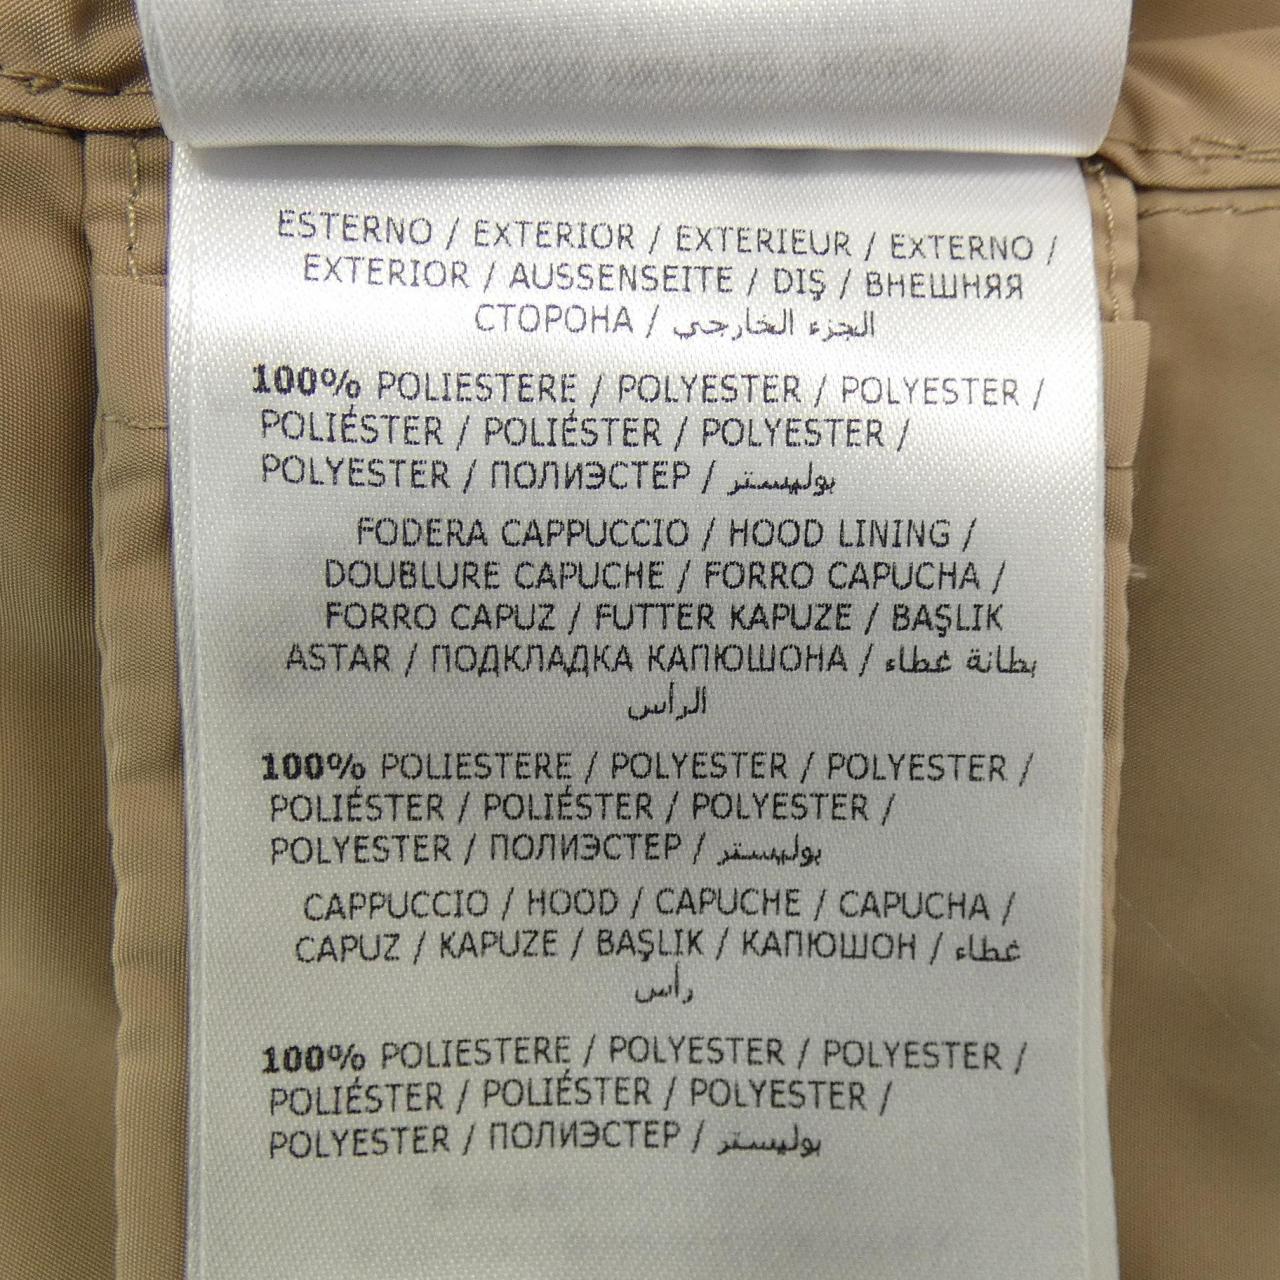 ESTERNO / EXTERIOR / EXTERIEUR / EXTERNO /
EXTERIOR / AUSSENSEITE / DIŞ / ВНЕШНЯЯ
СТОРОНА / الجزء الخارجي
100% POLIESTERE / POLYESTER / POLYESTER /
POLIÉSTER / POLIÉSTER / POLYESTER /
POLYESTER / ПОЛИЭСТЕР / بوليستر
FODERA CAPPUCCIO / HOOD LINING /
DOUBLURE CAPUCHE / FORRO CAPUCHA /
FORRO CAPUZ / FUTTER KAPUZE / BAŞLIK
ASTAR / ПОДКЛАДКА КАПЮШОНА / بطانة غطاء
الرأس
100% POLIESTERE / POLYESTER / POLYESTER /
POLIÉSTER / POLIÉSTER / POLYESTER /
POLYESTER / ПОЛИЭСТЕР / بوليستر
CAPPUCCIO / HOOD / CAPUCHE / CAPUCHA /
CAPUZ / KAPUZE / BAŞLIK / КАПЮШОН / غطاء
رأس
100% POLIESTERE / POLYESTER / POLYESTER /
POLIÉSTER / POLIÉSTER / POLYESTER /
POLYESTER / ПОЛИЭСТЕР / بوليستر